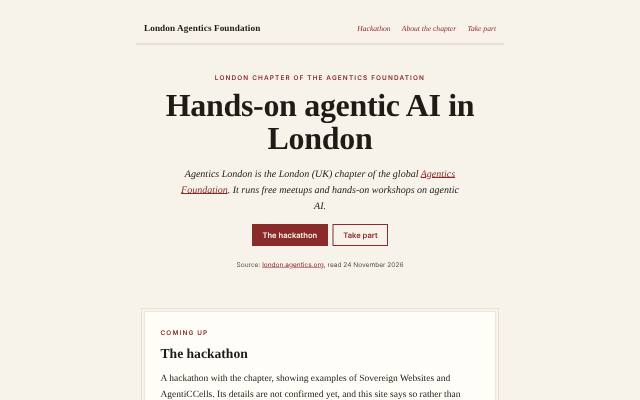 London Agentics Foundation
Hackathon About the chapter Take part
LONDON CHAPTER OF THE AGENTICS FOUNDATION
Hands-on agentic AI in
London
Agentics London is the London (UK) chapter of the global Agentics
Foundation. It runs free meetups and hands-on workshops on agentic
AI.
The hackathon Take part
Source: london.agentics.org, read 24 November 2026
COMING UP
The hackathon
A hackathon with the chapter, showing examples of Sovereign Websites and
AgentiCCells. Its details are not confirmed yet, and this site says so rather than